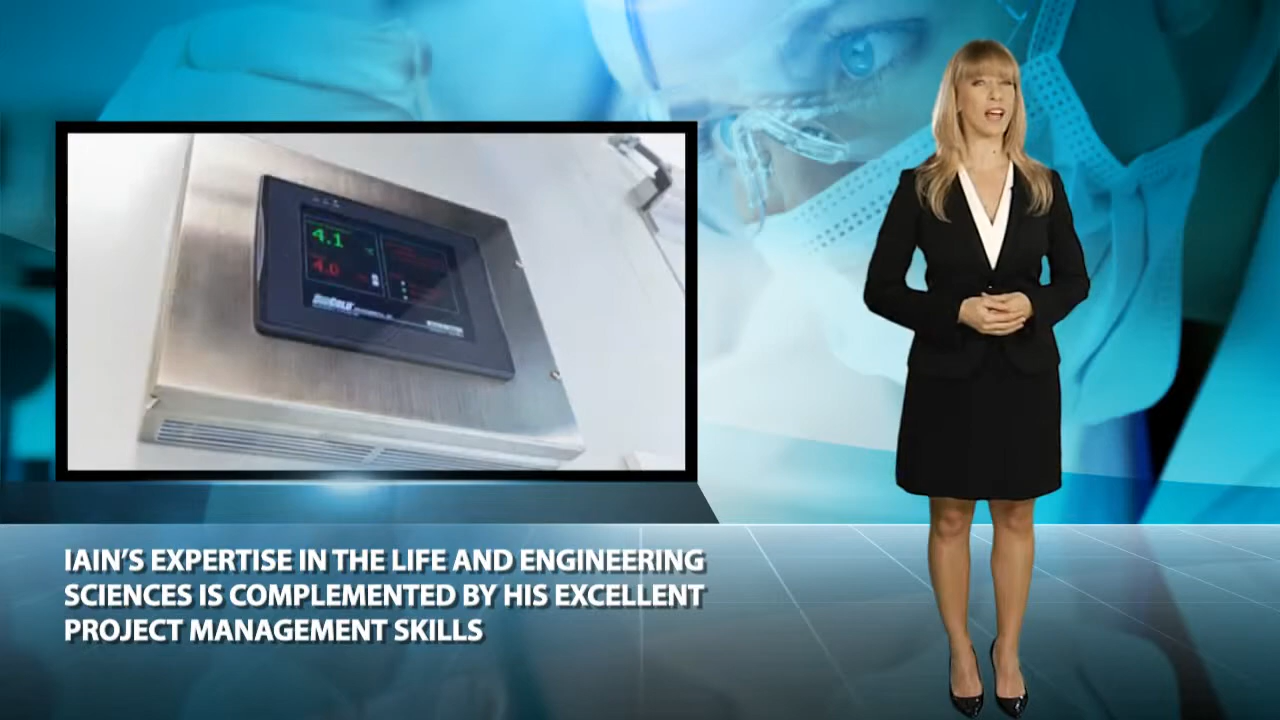 4.1
4.0
IAIN'S EXPERTISE IN THE LIFE AND ENGINEERING
SCIENCES IS COMPLEMENTED BY HIS EXCELLENT
PROJECT MANAGEMENT SKILLS